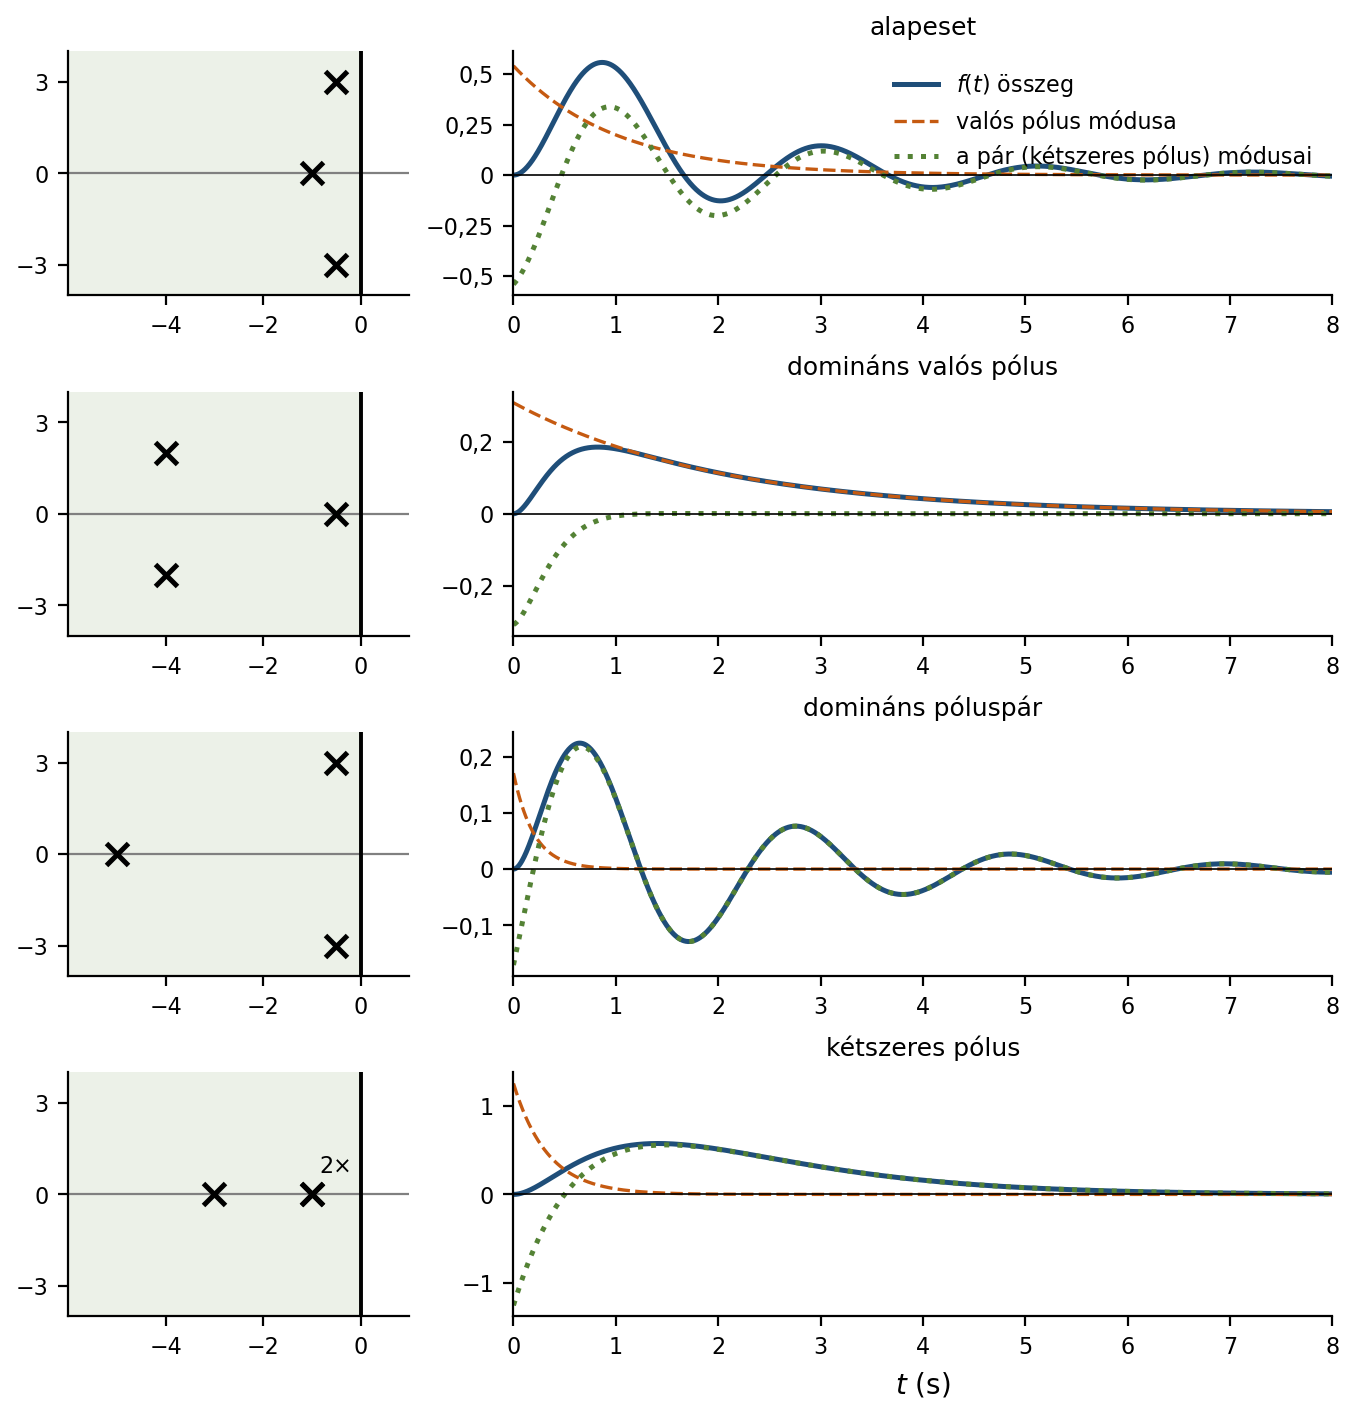 alapeset
3
0
−3
−4 −2 0
0,5
0,25
0
−0,25
−0,5
f(t) összeg
valós pólus módusa
a pár (kétszeres pólus) módusai
0 1 2 3 4 5 6 7 8
domináns valós pólus
3
0
−3
−4 −2 0
0,2
0
−0,2
0 1 2 3 4 5 6 7 8
domináns póluspár
3
0
−3
−4 −2 0
0,2
0,1
0
−0,1
0 1 2 3 4 5 6 7 8
kétszeres pólus
3
2×
0
−3
−4 −2 0
1
0
−1
0 1 2 3 4 5 6 7 8
t (s)